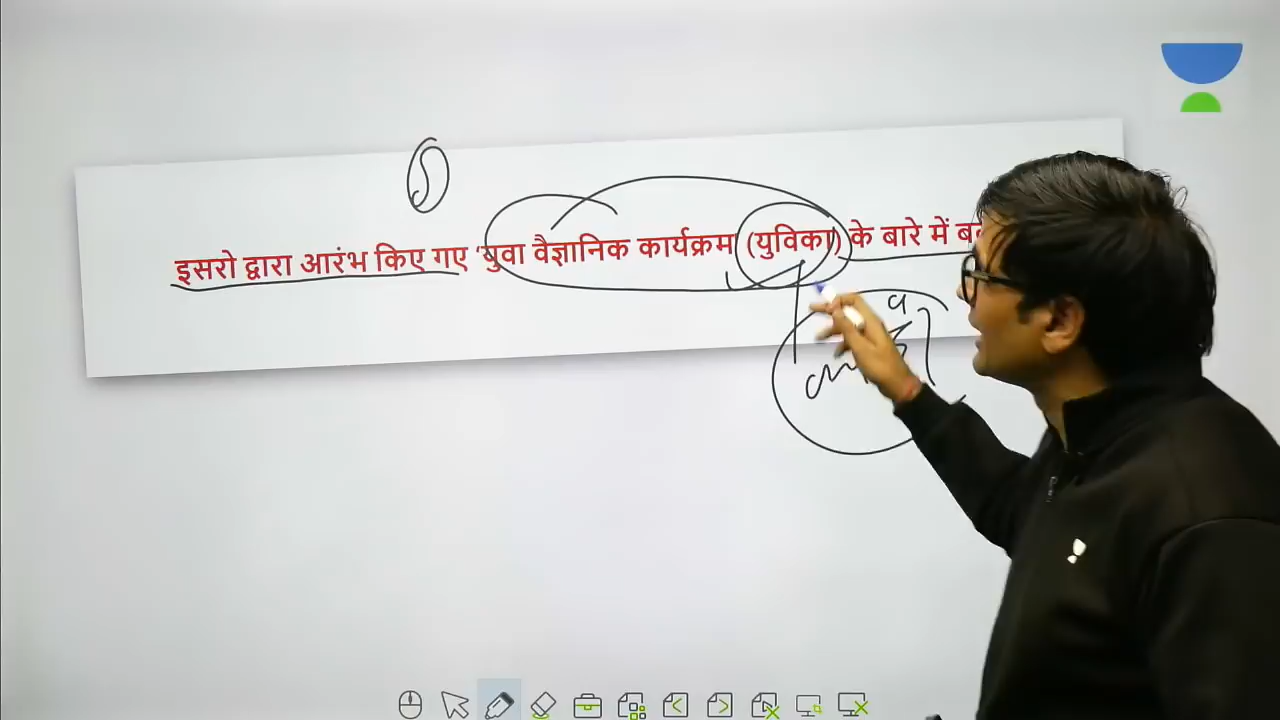 इसरो द्वारा आरंभ किए गए 'युवा वैज्ञानिक कार्यक्रम (युविका) के बारे में